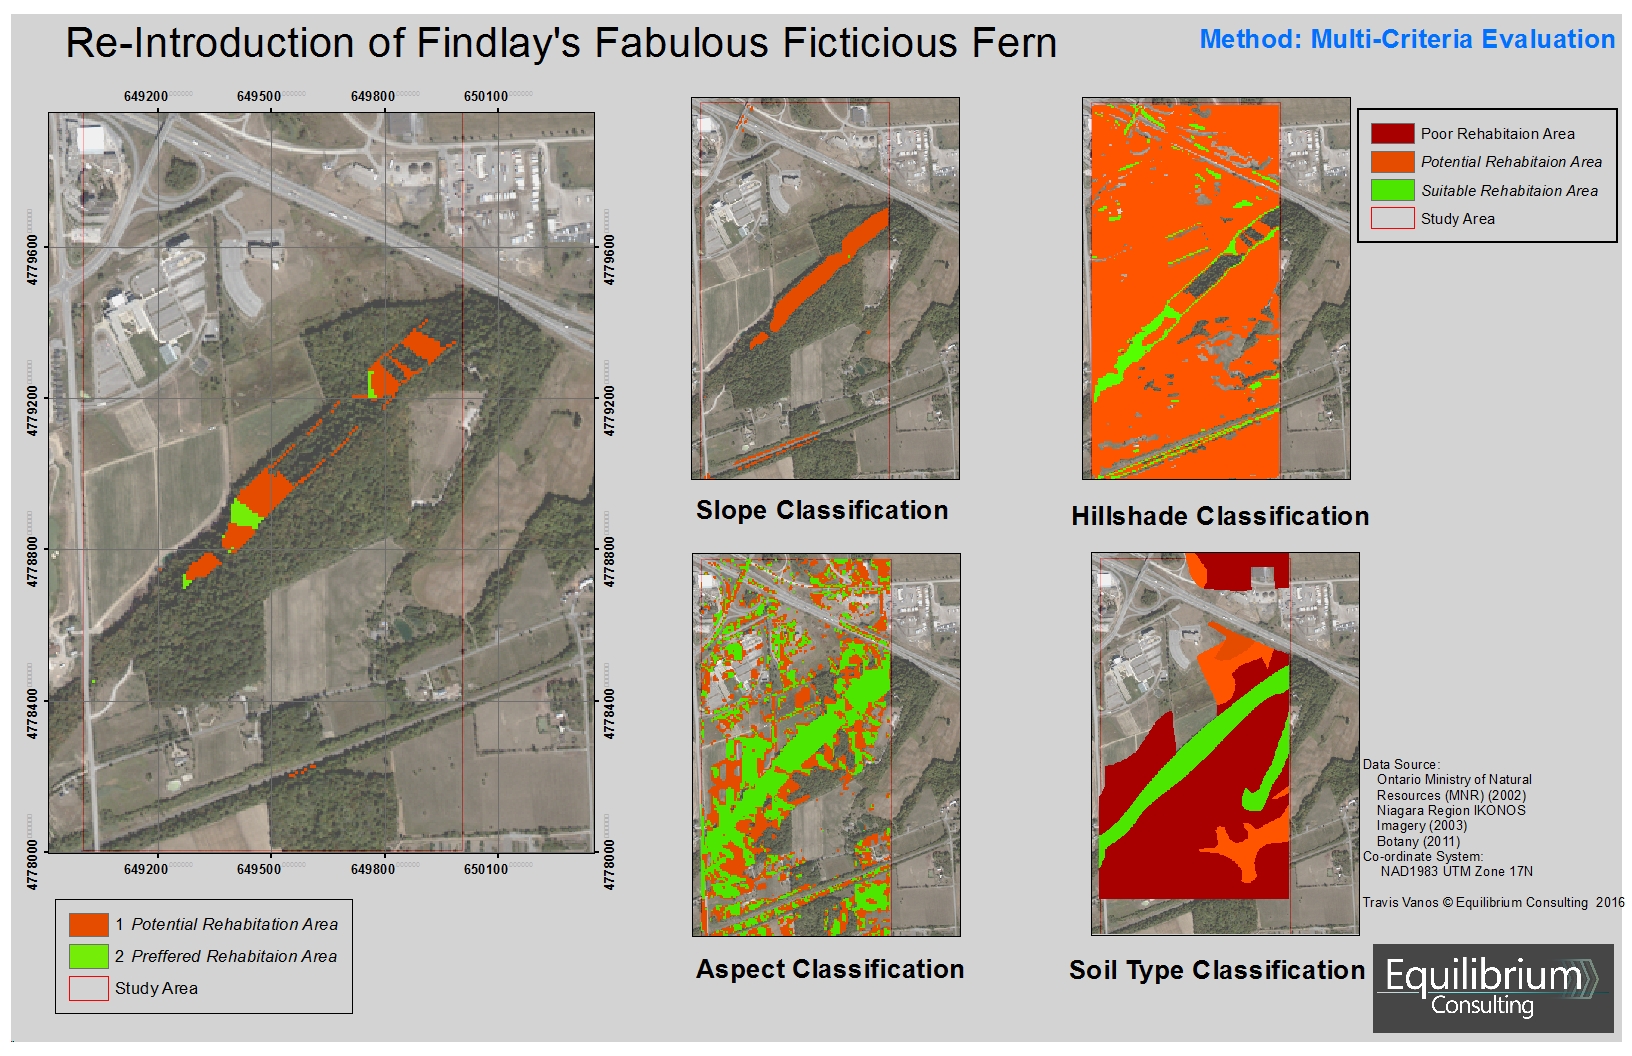 Re-Introduction of Findlay's Fabulous Ficticious Fern
Method: Multi-Criteria Evaluation
649200
649500
649800
650100
4779600
4779200
4778800
4778400
4778000
4779600
4779200
4778800
4778400
4778000
649200
649500
649800
650100
1 Potential Rehabitation Area
2 Preffered Rehabitaion Area
Study Area
Slope Classification
Hillshade Classification
Aspect Classification
Soil Type Classification
Poor Rehabitaion Area
Potential Rehabitaion Area
Suitable Rehabitaion Area
Study Area
Data Source:
Ontario Ministry of Natural
Resources (MNR) (2002)
Niagara Region IKONOS
Imagery (2003)
Botany (2011)
Co-ordinate System:
NAD1983 UTM Zone 17N
Travis Vanos © Equilibrium Consulting 2016
Equilibrium
Consulting